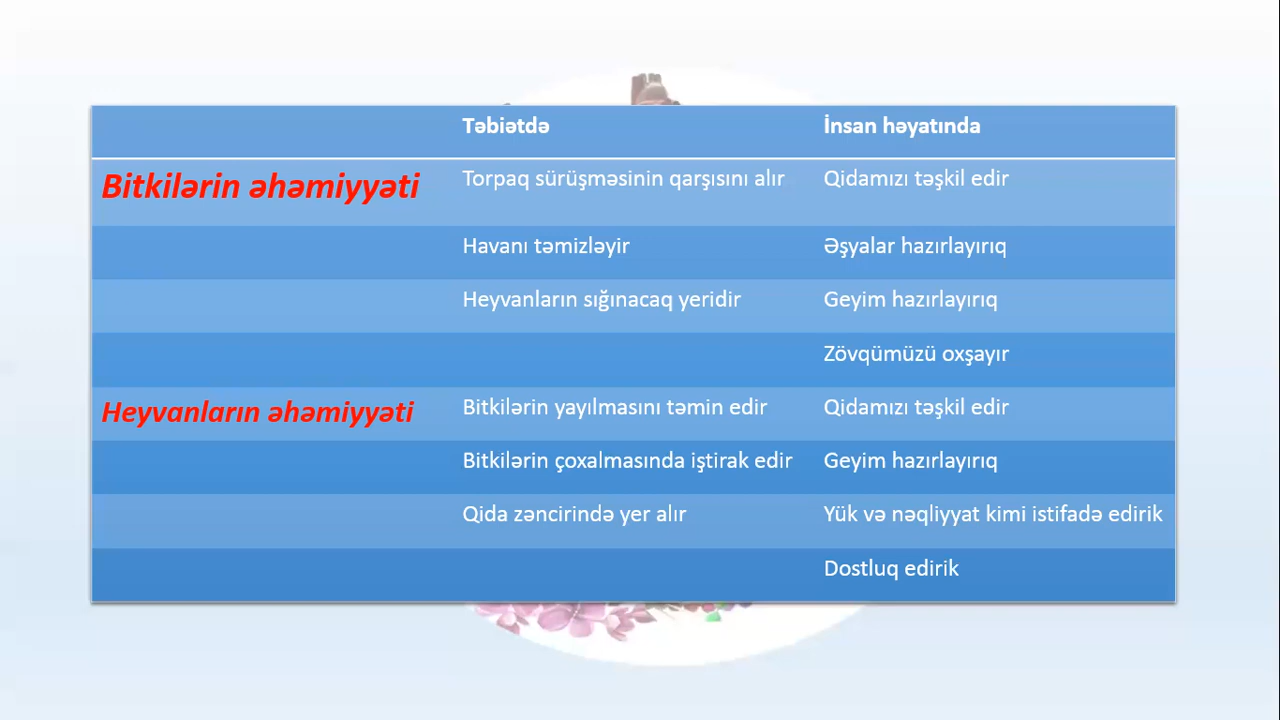 Təbiətdə İnsan həyatında
Bitkilərin əhəmiyyəti Torpaq sürüşməsinin qarşısını alır Qidamızı təşkil edir
Havanı təmizləyir Əşyalar hazırlayırıq
Heyvanların sığınacaq yeridir Geyim hazırlayırıq
Zövqümüzü oxşayır
Heyvanların əhəmiyyəti Bitkilərin yayılmasını təmin edir Qidamızı təşkil edir
Bitkilərin çoxalmasında iştirak edir Geyim hazırlayırıq
Qida zəncirində yer alır Yük və nəqliyyat kimi istifadə edirik
Dostluq edirik